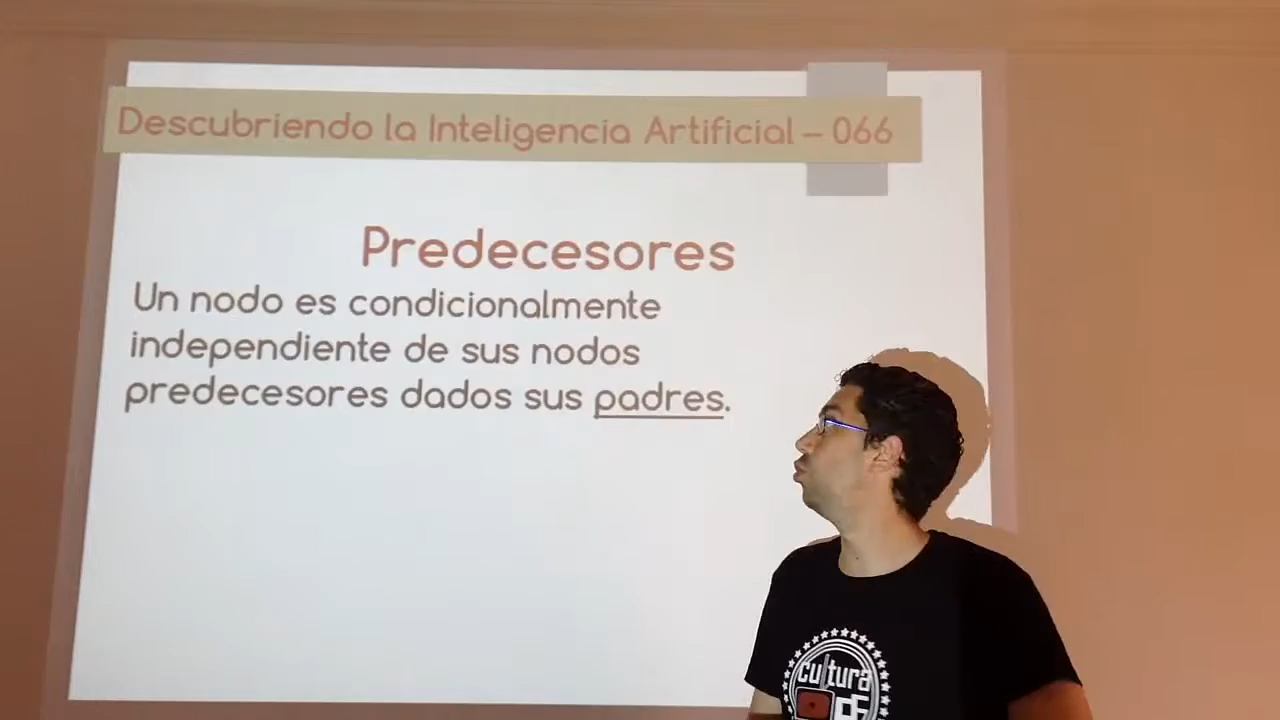 Descubriendo la Inteligencia Artificial – 066
Predecesores
Un nodo es condicionalmente
independiente de sus nodos
predecesores dados sus padres.
cultura